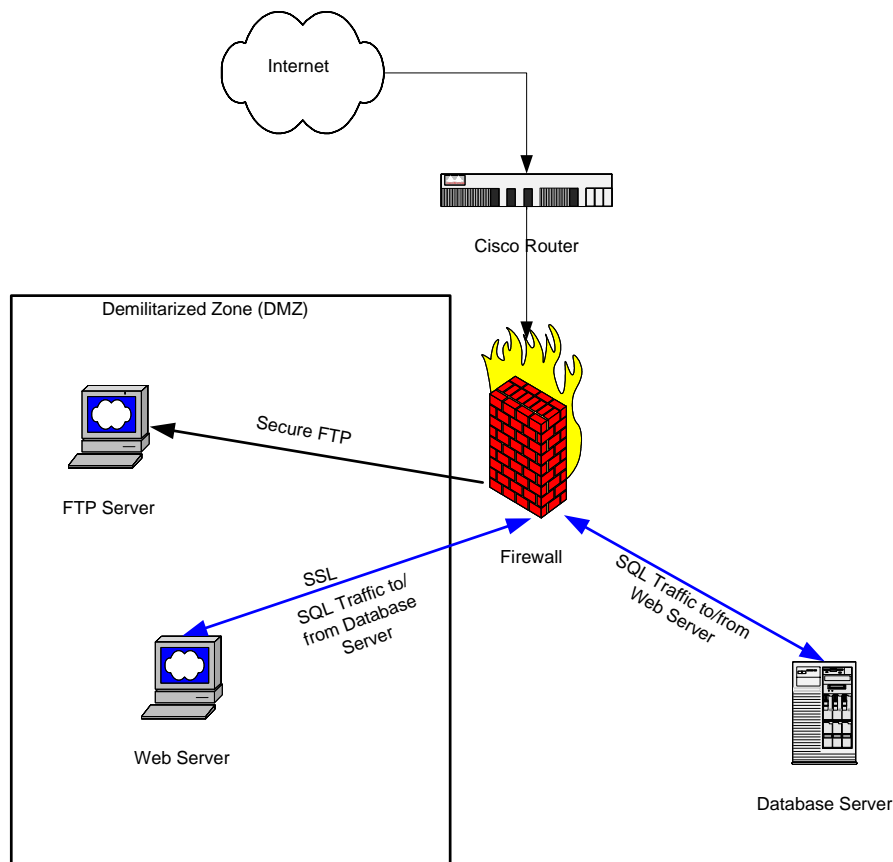 Internet
Cisco Router
Demilitarized Zone (DMZ)
Secure FTP
FTP Server
Firewall
SSL
SQL Traffic to/
from Database
Server
SQL Traffic to/from
Web Server
Web Server
Database Server